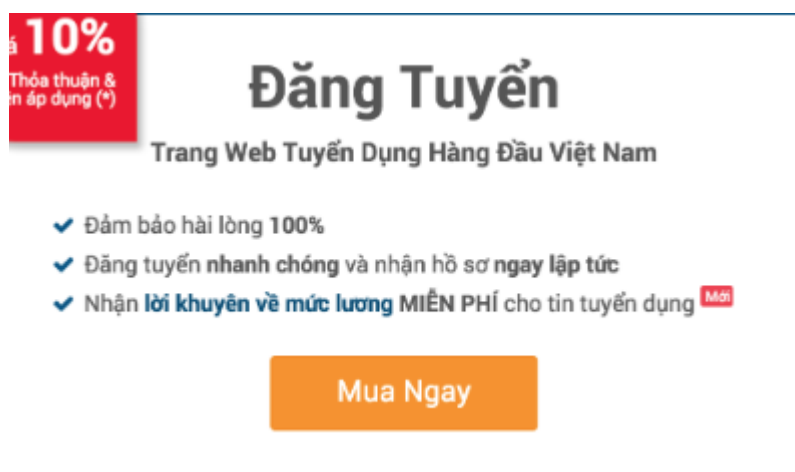 10%
Thỏa thuận &
áp dụng (*)
Đăng Tuyển
Trang Web Tuyển Dụng Hàng Đầu Việt Nam
Đảm bảo hài lòng 100%
Đăng tuyển nhanh chóng và nhận hồ sơ ngay lập tức
Nhận lời khuyên về mức lương MIỄN PHÍ cho tin tuyển dụng Mới
Mua Ngay